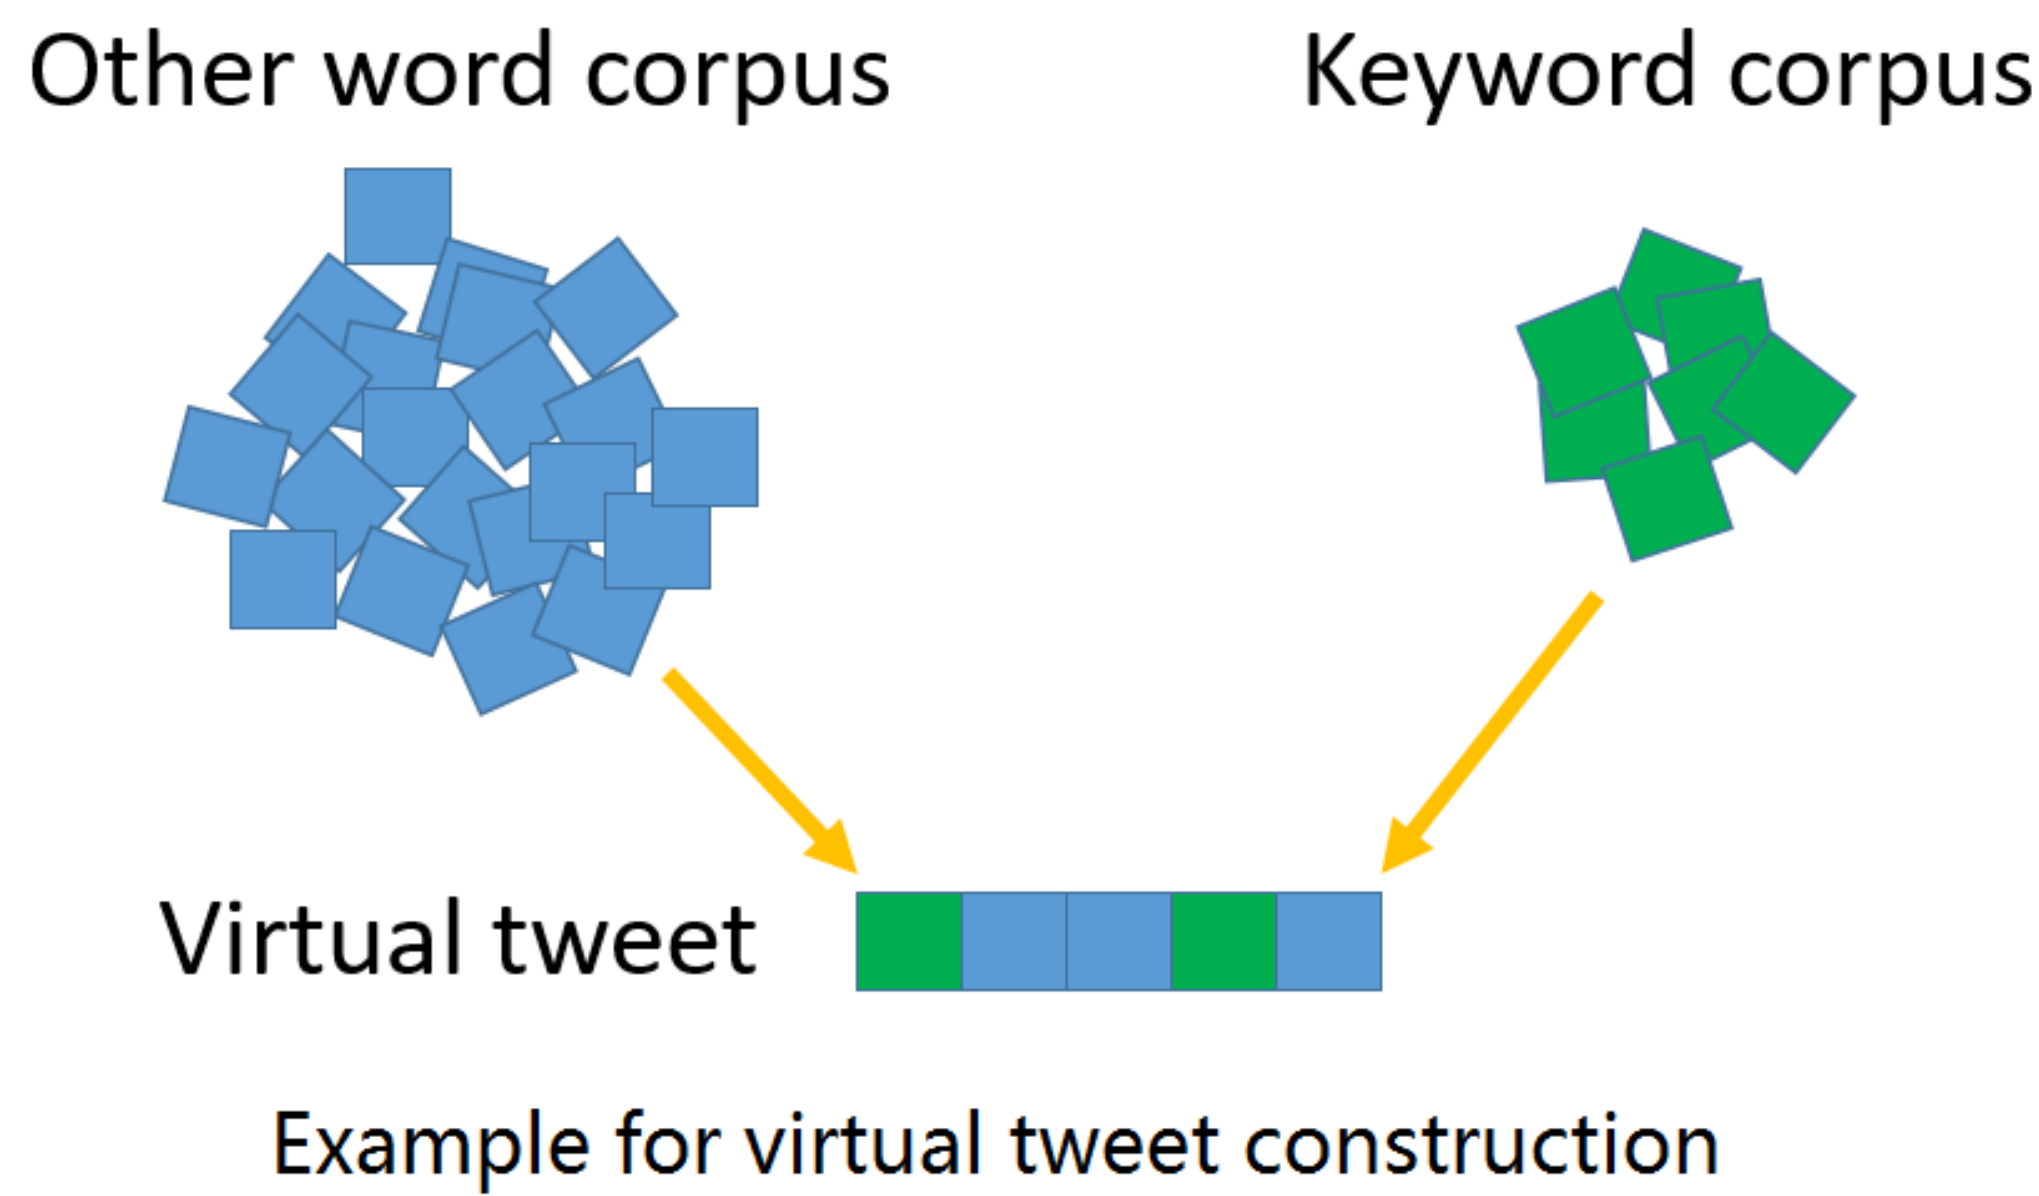 Other word corpus
Keyword corpus
Virtual tweet
Example for virtual tweet construction